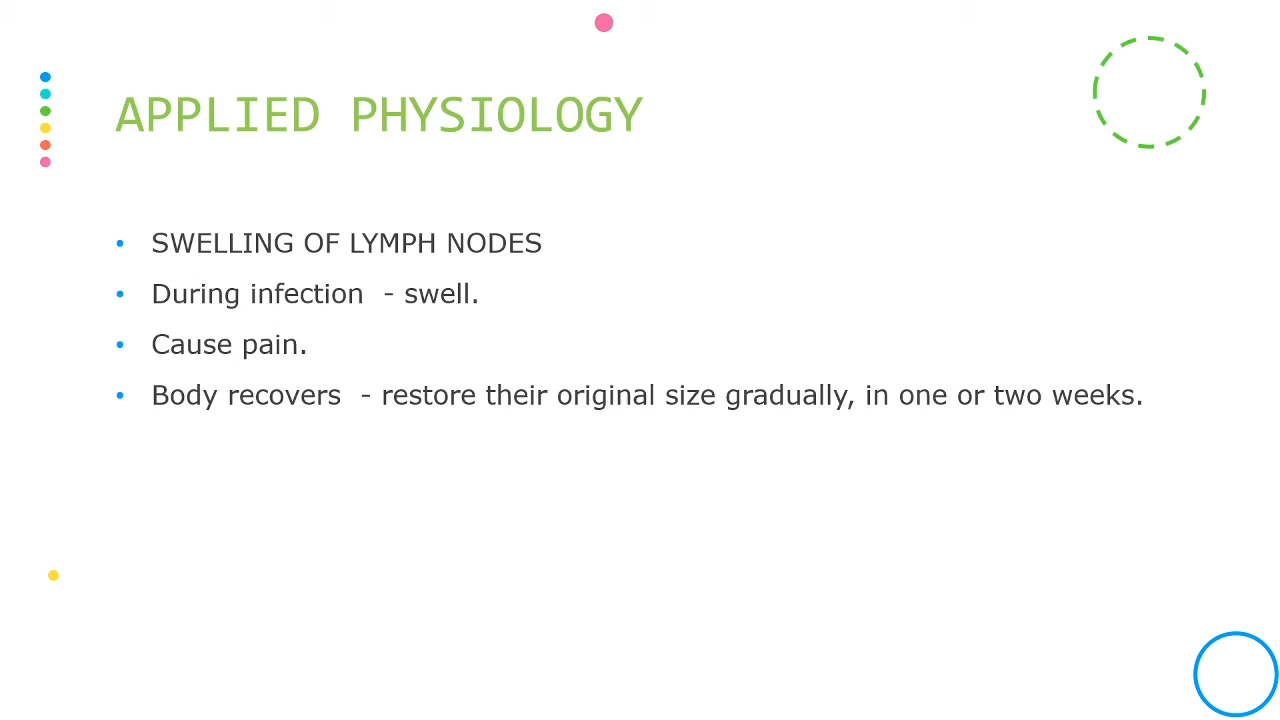 APPLIED PHYSIOLOGY
• SWELLING OF LYMPH NODES
• During infection  - swell.
• Cause pain.
• Body recovers  - restore their original size gradually, in one or two weeks.